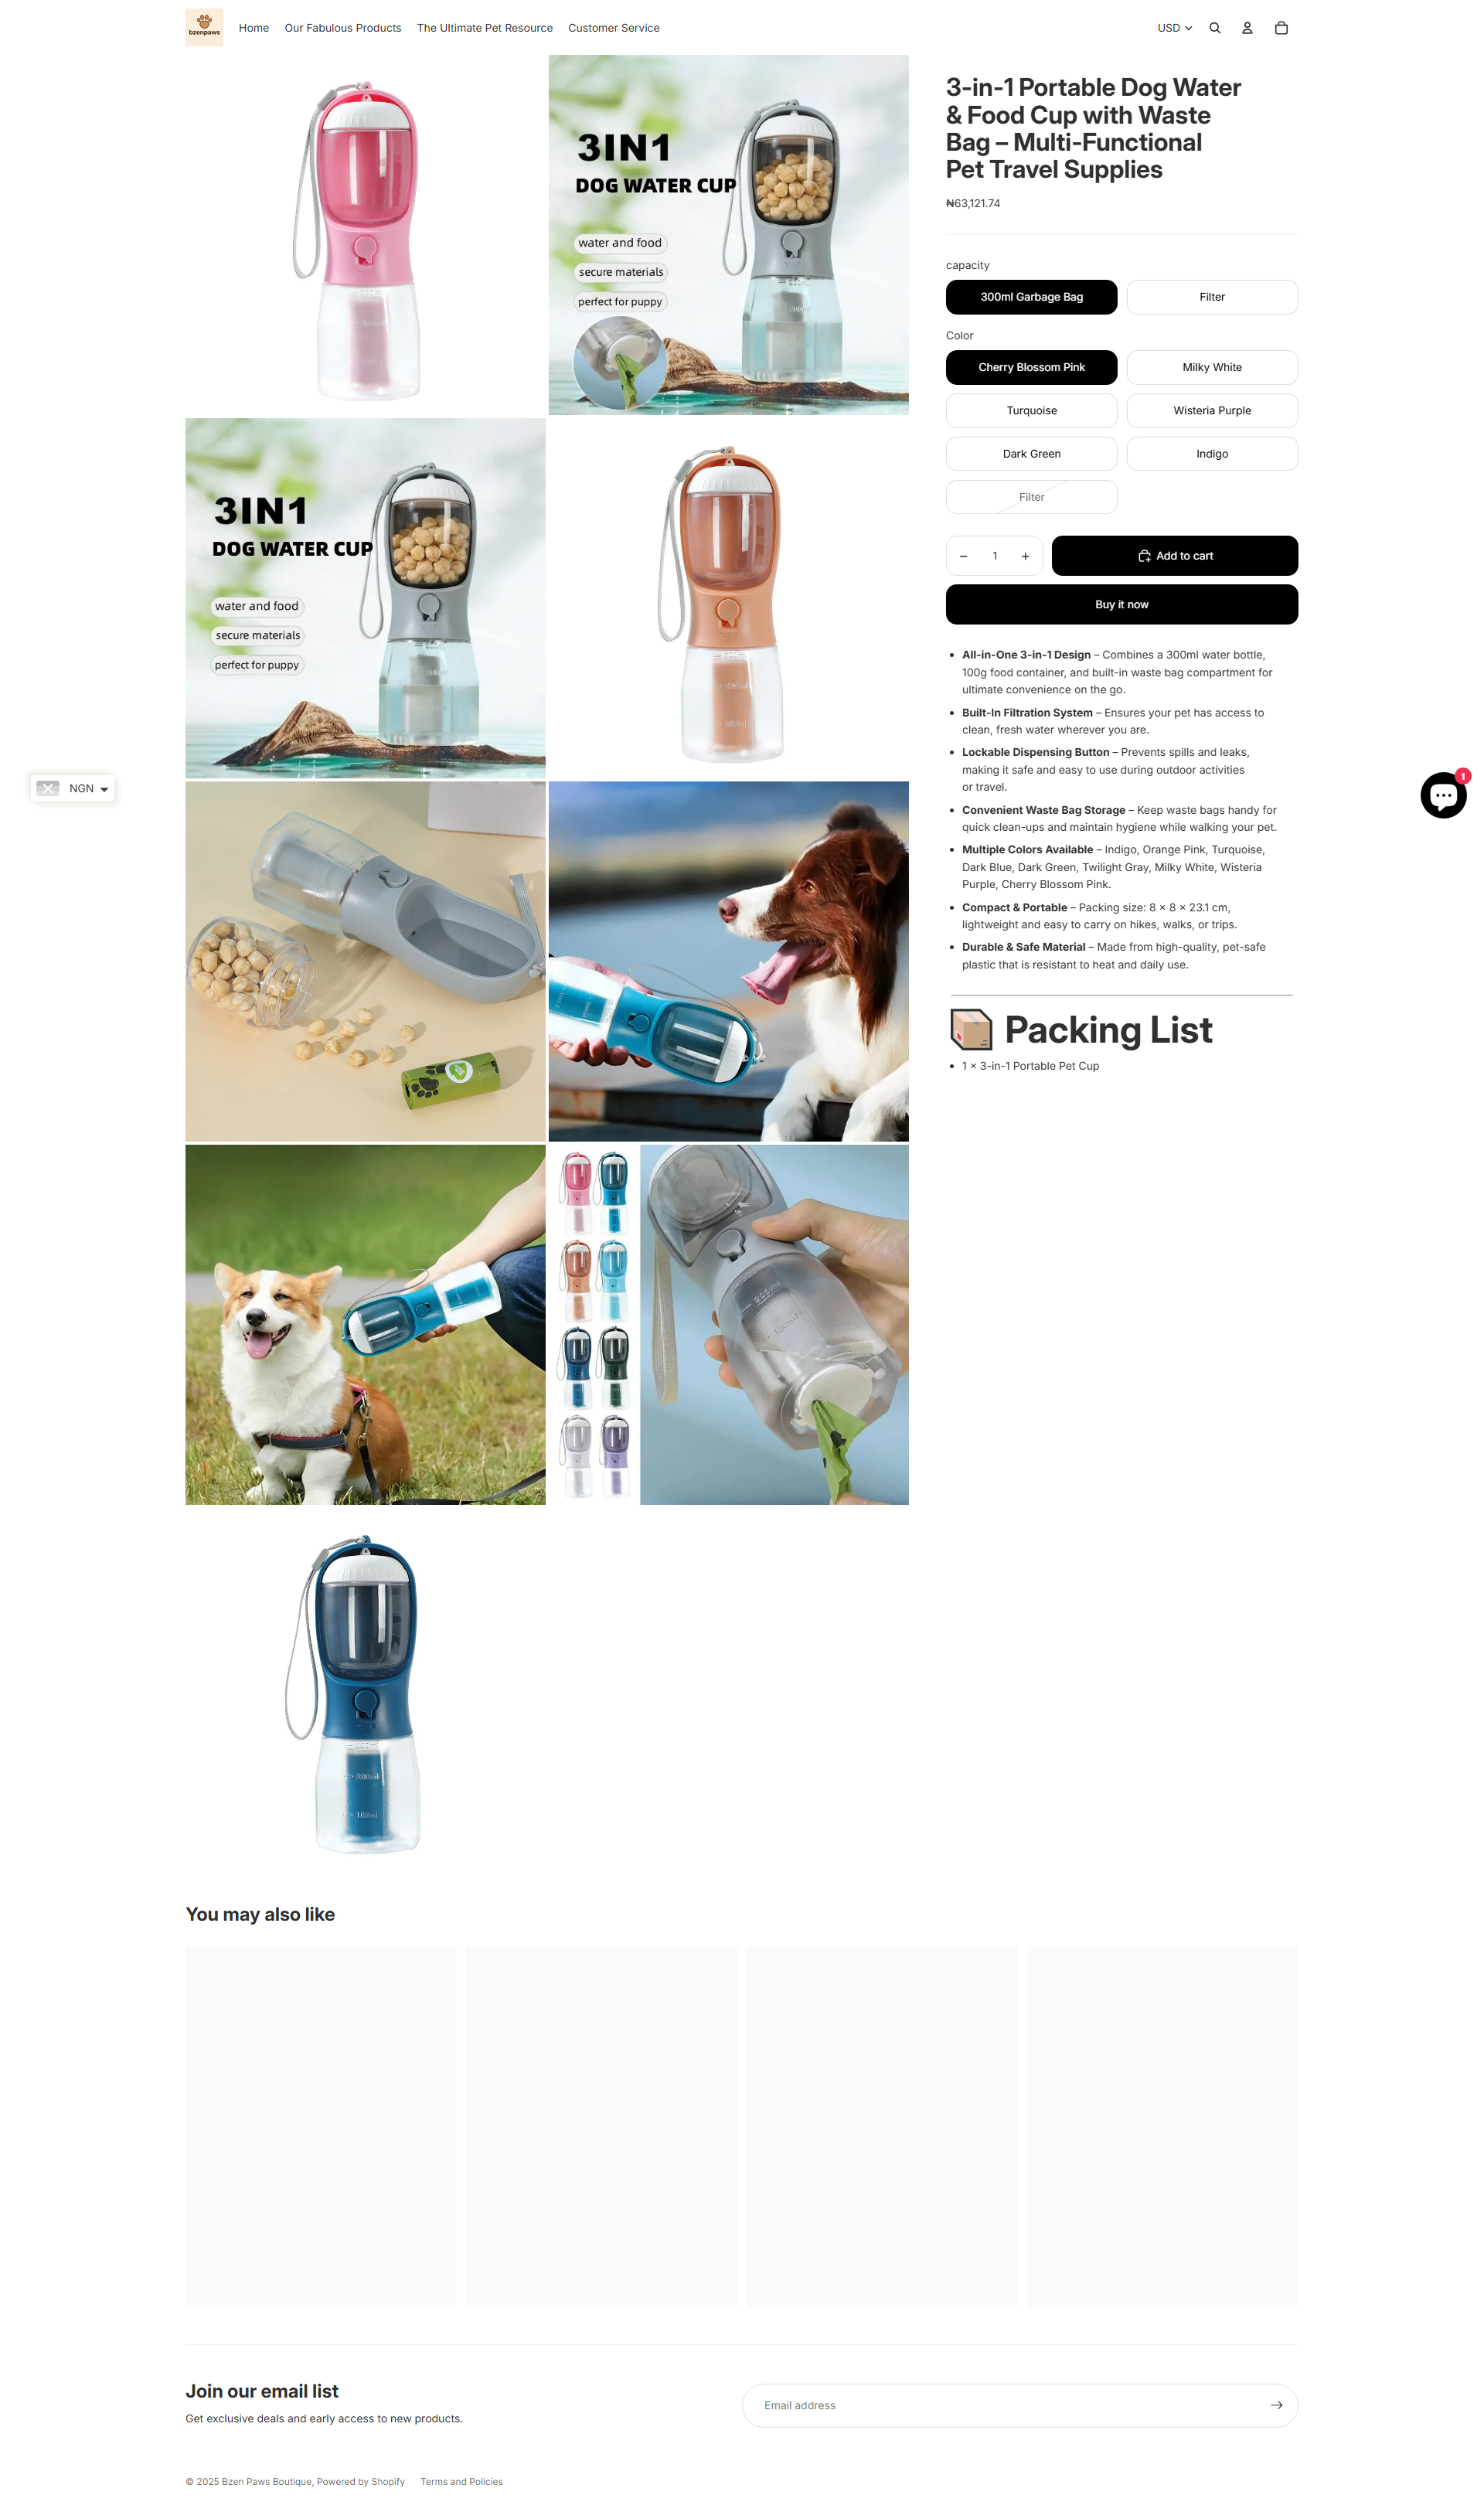 bzenpaws
Home
Our Fabulous Products
The Ultimate Pet Resource
Customer Service
USD
3IN1
DOG WATER CUP
water and food
secure materials
perfect for puppy
3IN1
DOG WATER CUP
water and food
secure materials
perfect for puppy
3-in-1 Portable Dog Water
& Food Cup with Waste
Bag – Multi-Functional
Pet Travel Supplies
₦63,121.74
capacity
300ml Garbage Bag
Filter
Color
Cherry Blossom Pink
Milky White
Turquoise
Wisteria Purple
Dark Green
Indigo
Filter
1
Add to cart
Buy it now
All-in-One 3-in-1 Design – Combines a 300ml water bottle,
100g food container, and built-in waste bag compartment for
ultimate convenience on the go.
Built-In Filtration System – Ensures your pet has access to
clean, fresh water wherever you are.
Lockable Dispensing Button – Prevents spills and leaks,
making it safe and easy to use during outdoor activities
or travel.
Convenient Waste Bag Storage – Keep waste bags handy for
quick clean-ups and maintain hygiene while walking your pet.
Multiple Colors Available – Indigo, Orange Pink, Turquoise,
Dark Blue, Dark Green, Twilight Gray, Milky White, Wisteria
Purple, Cherry Blossom Pink.
Compact & Portable – Packing size: 8 × 8 × 23.1 cm,
lightweight and easy to carry on hikes, walks, or trips.
Durable & Safe Material – Made from high-quality, pet-safe
plastic that is resistant to heat and daily use.
Packing List
1 × 3-in-1 Portable Pet Cup
NGN
1
You may also like
Join our email list
Get exclusive deals and early access to new products.
Email address
© 2025 Bzen Paws Boutique, Powered by Shopify
Terms and Policies